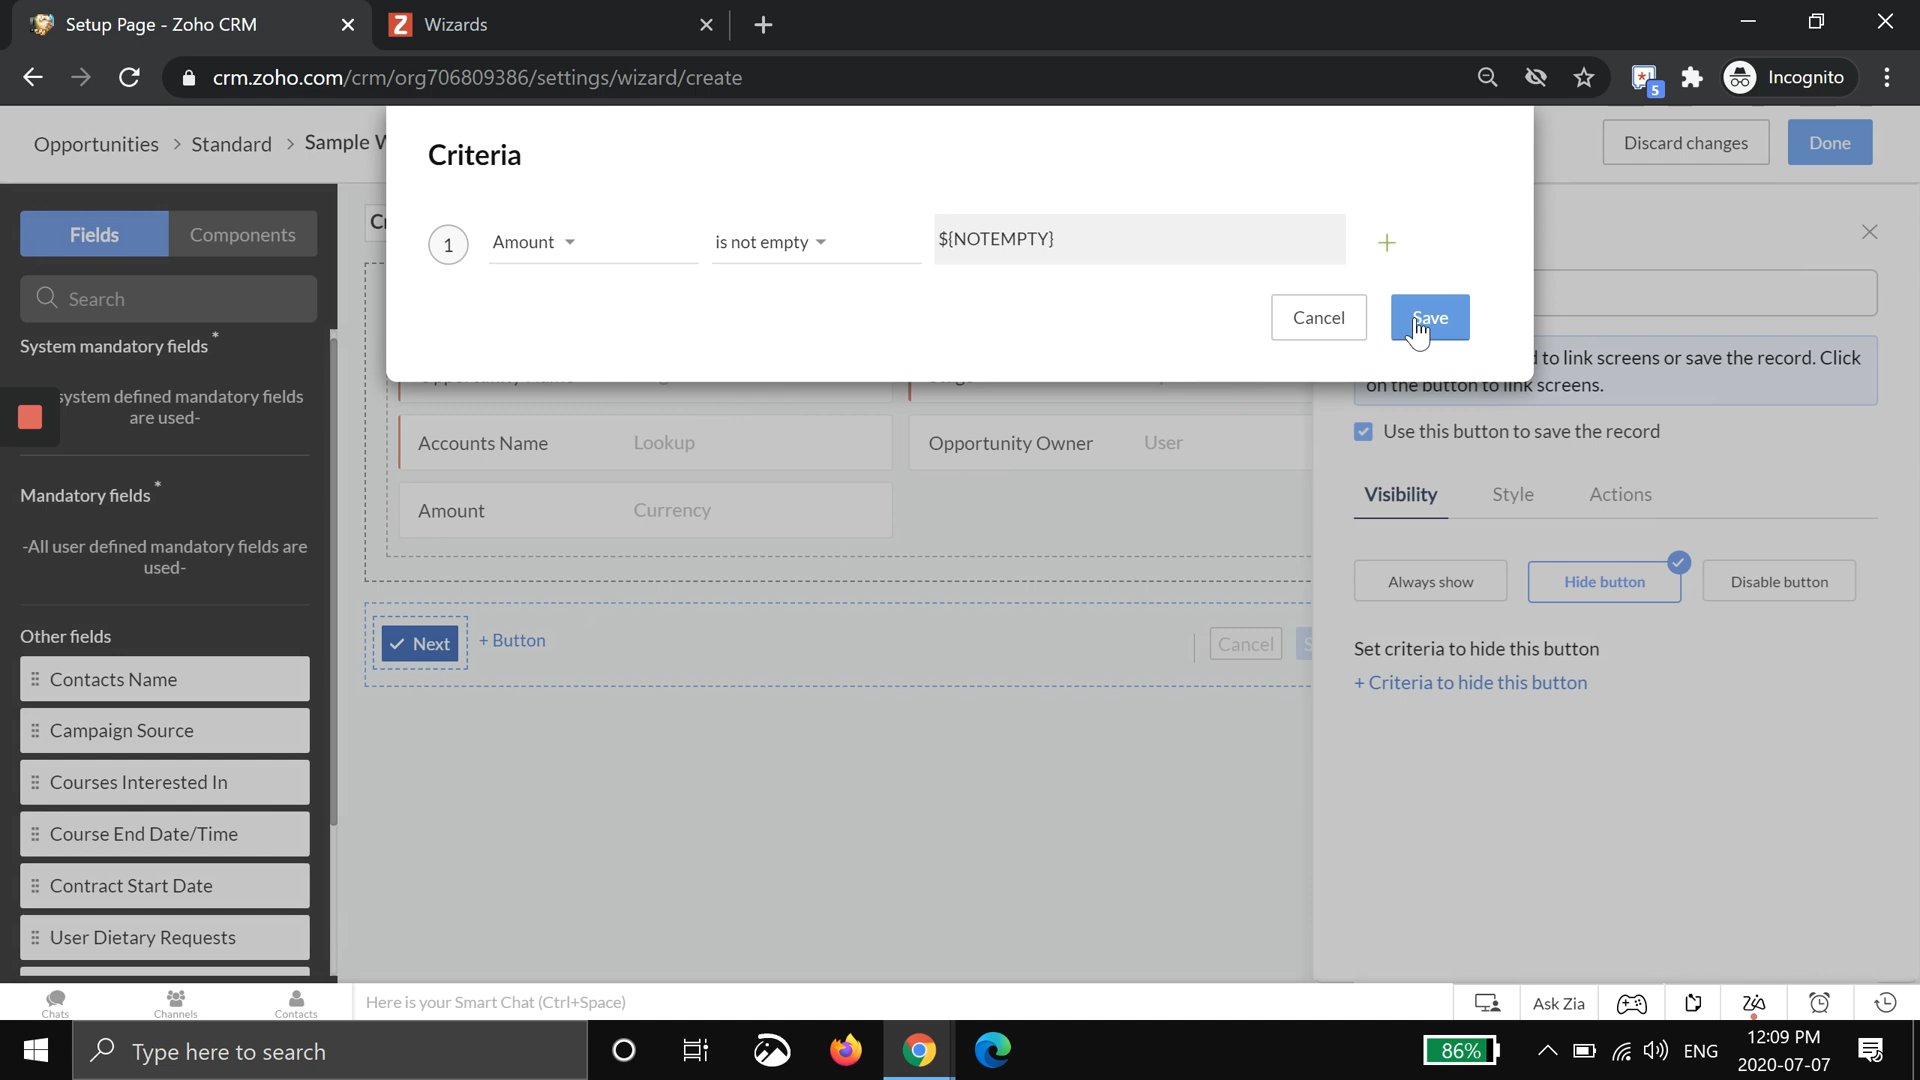 Setup Page - Zoho CRM
Wizards
crm.zoho.com/crm/org706809386/settings/wizard/create
5
Incognito
Opportunities > Standard > Sample W
Discard changes
Done
Criteria
1
Amount
is not empty
${NOTEMPTY}
+
Cancel
Save
Fields
Components
Search
System mandatory fields *
system defined mandatory fields
are used-
Mandatory fields *
-All user defined mandatory fields are
used-
Other fields
Contacts Name
Campaign Source
Courses Interested In
Course End Date/Time
Contract Start Date
User Dietary Requests
Accounts Name
Lookup
Opportunity Owner
User
Amount
Currency
Next
+ Button
Cancel
to link screens or save the record. Click
on the button to link screens.
Use this button to save the record
Visibility
Style
Actions
Always show
Hide button
Disable button
Set criteria to hide this button
+ Criteria to hide this button
Chats
Channels
Contacts
Here is your Smart Chat (Ctrl+Space)
Ask Zia
Type here to search
86%
ENG
12:09 PM
2020-07-07